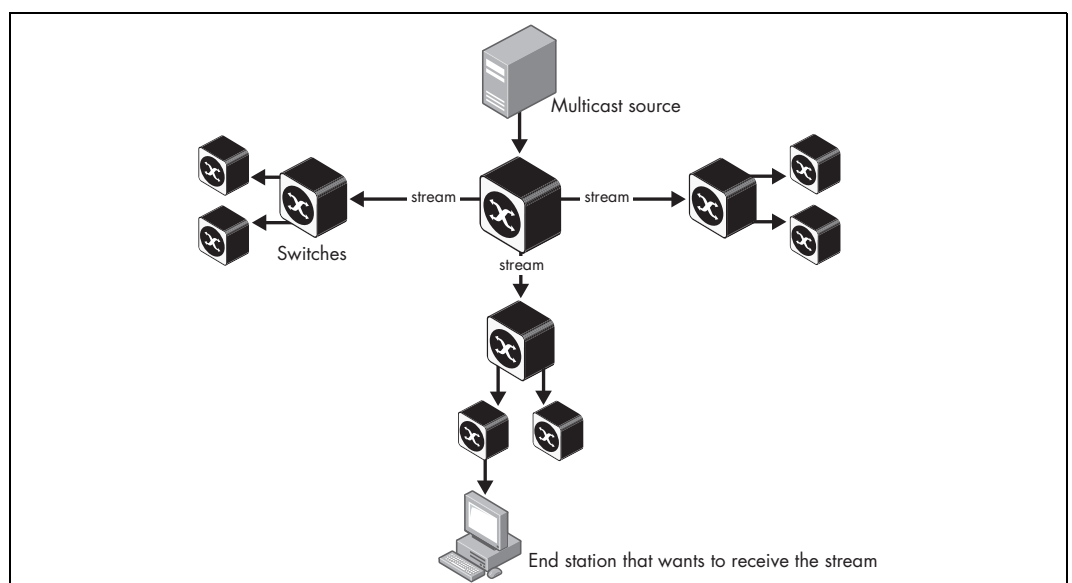 Multicast source
stream
stream
Switches
stream
End station that wants to receive the stream